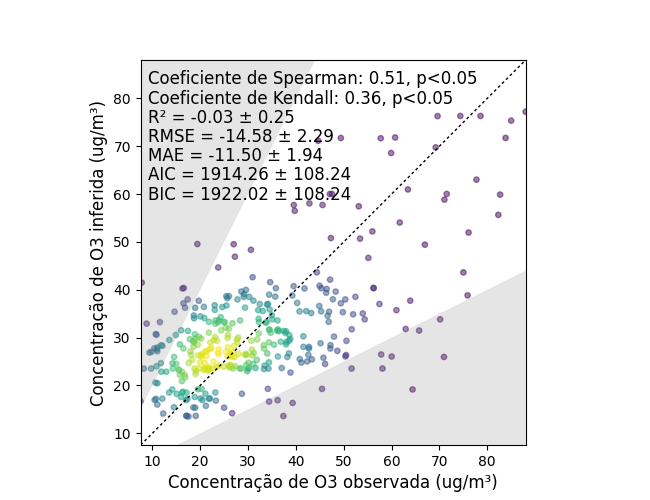 Coeficiente de Spearman: 0.51, p<0.05
Coeficiente de Kendall: 0.36, p<0.05
R² = -0.03 ± 0.25
RMSE = -14.58 ± 2.29
MAE = -11.50 ± 1.94
AIC = 1914.26 ± 108.24
BIC = 1922.02 ± 108.24
Concentração de O3 inferida (ug/m³)
80
70
60
50
40
30
20
10
10 20 30 40 50 60 70 80
Concentração de O3 observada (ug/m³)